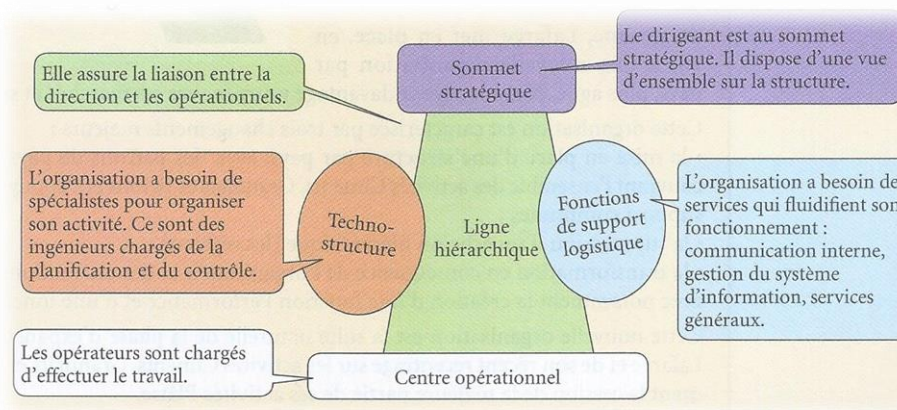 Elle assure la liaison entre la
direction et les opérationnels.
Sommet
stratégique
Le dirigeant est au sommet
stratégique. Il dispose d'une vue
d'ensemble sur la structure.
L'organisation a besoin de
spécialistes pour organiser
son activité. Ce sont des
ingénieurs chargés de la
planification et du contrôle.
Techno-
structure
Ligne
hiérarchique
Fonctions
de support
logistique
L'organisation a besoin de
services qui fluidifient son
fonctionnement :
communication interne,
gestion du système
d'information, services
généraux.
Les opérateurs sont chargés
d'effectuer le travail.
Centre opérationnel